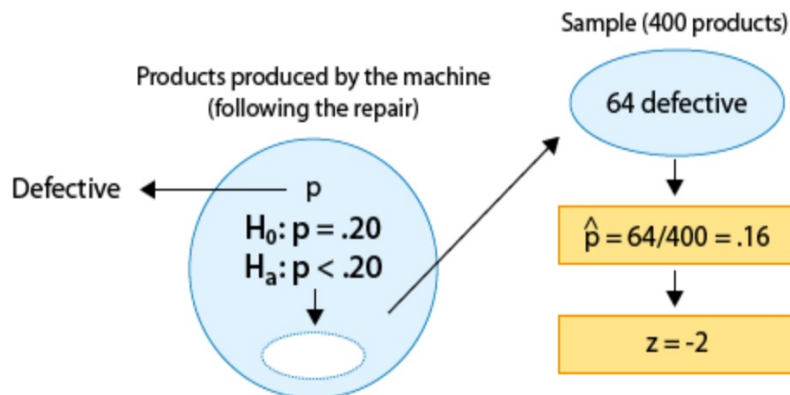 Products produced by the machine
(following the repair)
Defective
p
H₀: p = .20
Hₐ: p < .20
Sample (400 products)
64 defective
p̂ = 64/400 = .16
z = -2